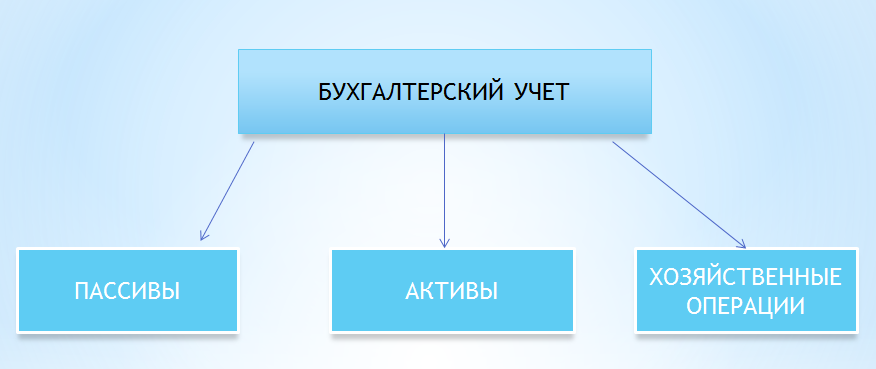 БУХГАЛТЕРСКИЙ УЧЕТ
ПАССИВЫ
АКТИВЫ
ХОЗЯЙСТВЕННЫЕ
ОПЕРАЦИИ